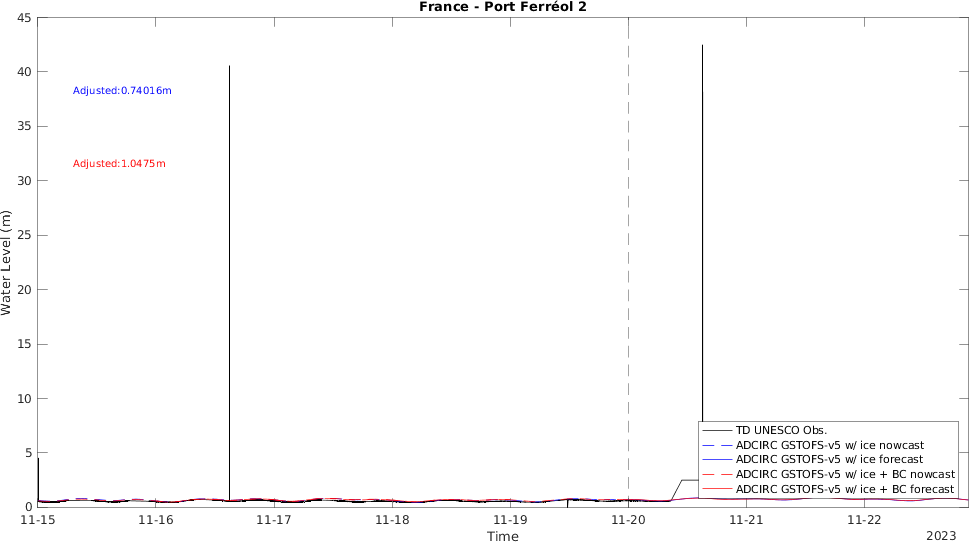 France - Port Ferréol 2
45
40
35
30
25
20
15
10
5
0
Water Level (m)
Adjusted:0.74016m
Adjusted:1.0475m
TD UNESCO Obs.
ADCIRC GSTOFS-v5 w/ ice nowcast
ADCIRC GSTOFS-v5 w/ ice forecast
ADCIRC GSTOFS-v5 w/ ice + BC nowcast
ADCIRC GSTOFS-v5 w/ ice + BC forecast
11-15 11-16 11-17 11-18 11-19 11-20 11-21 11-22
Time
2023